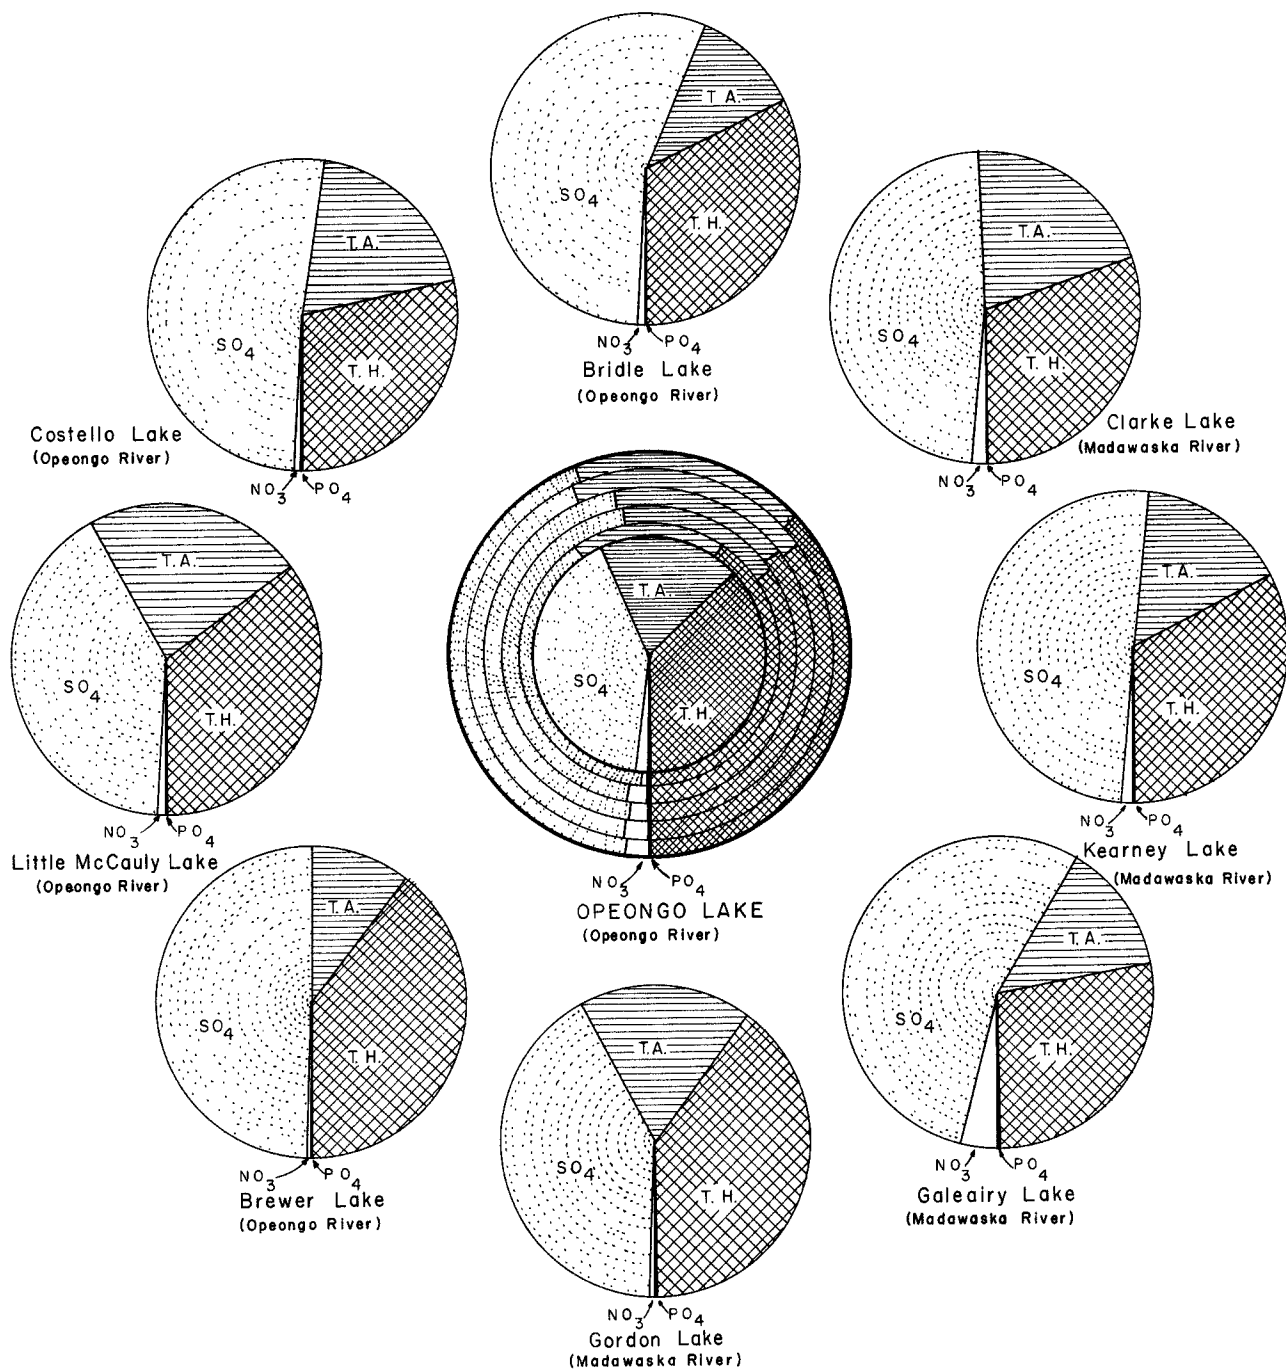 T.A.
SO4
T.H.
NO3 PO4
Bridle Lake
(Opeongo River)
T.A.
SO4
T.H.
NO3 PO4
Costello Lake
(Opeongo River)
T.A.
SO4
T.H.
NO3 PO4
Clarke Lake
(Madawaska River)
T.A.
SO4
T.H.
NO3 PO4
Little McCauly Lake
(Opeongo River)
T.A.
SO4
T.H.
NO3 PO4
OPEONGO LAKE
(Opeongo River)
T.A.
SO4
T.H.
NO3 PO4
Kearney Lake
(Madawaska River)
T.A.
SO4
T.H.
NO3 PO4
Brewer Lake
(Opeongo River)
T.A.
SO4
T.H.
NO3 PO4
Gordon Lake
(Madawaska River)
T.A.
SO4
T.H.
NO3 PO4
Galeairy Lake
(Madawaska River)